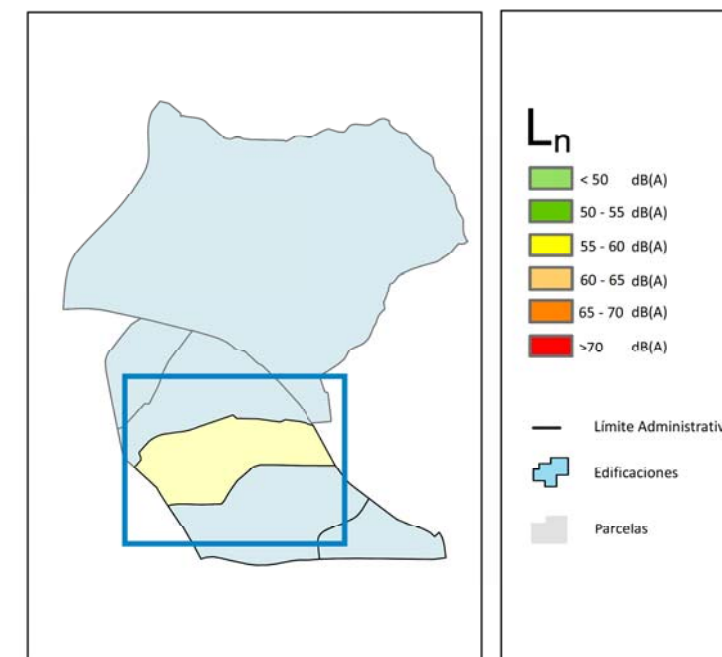 Ln
< 50 dB(A)
50 - 55 dB(A)
55 - 60 dB(A)
60 - 65 dB(A)
65 - 70 dB(A)
>70 dB(A)
Límite Administrativ
Edificaciones
Parcelas